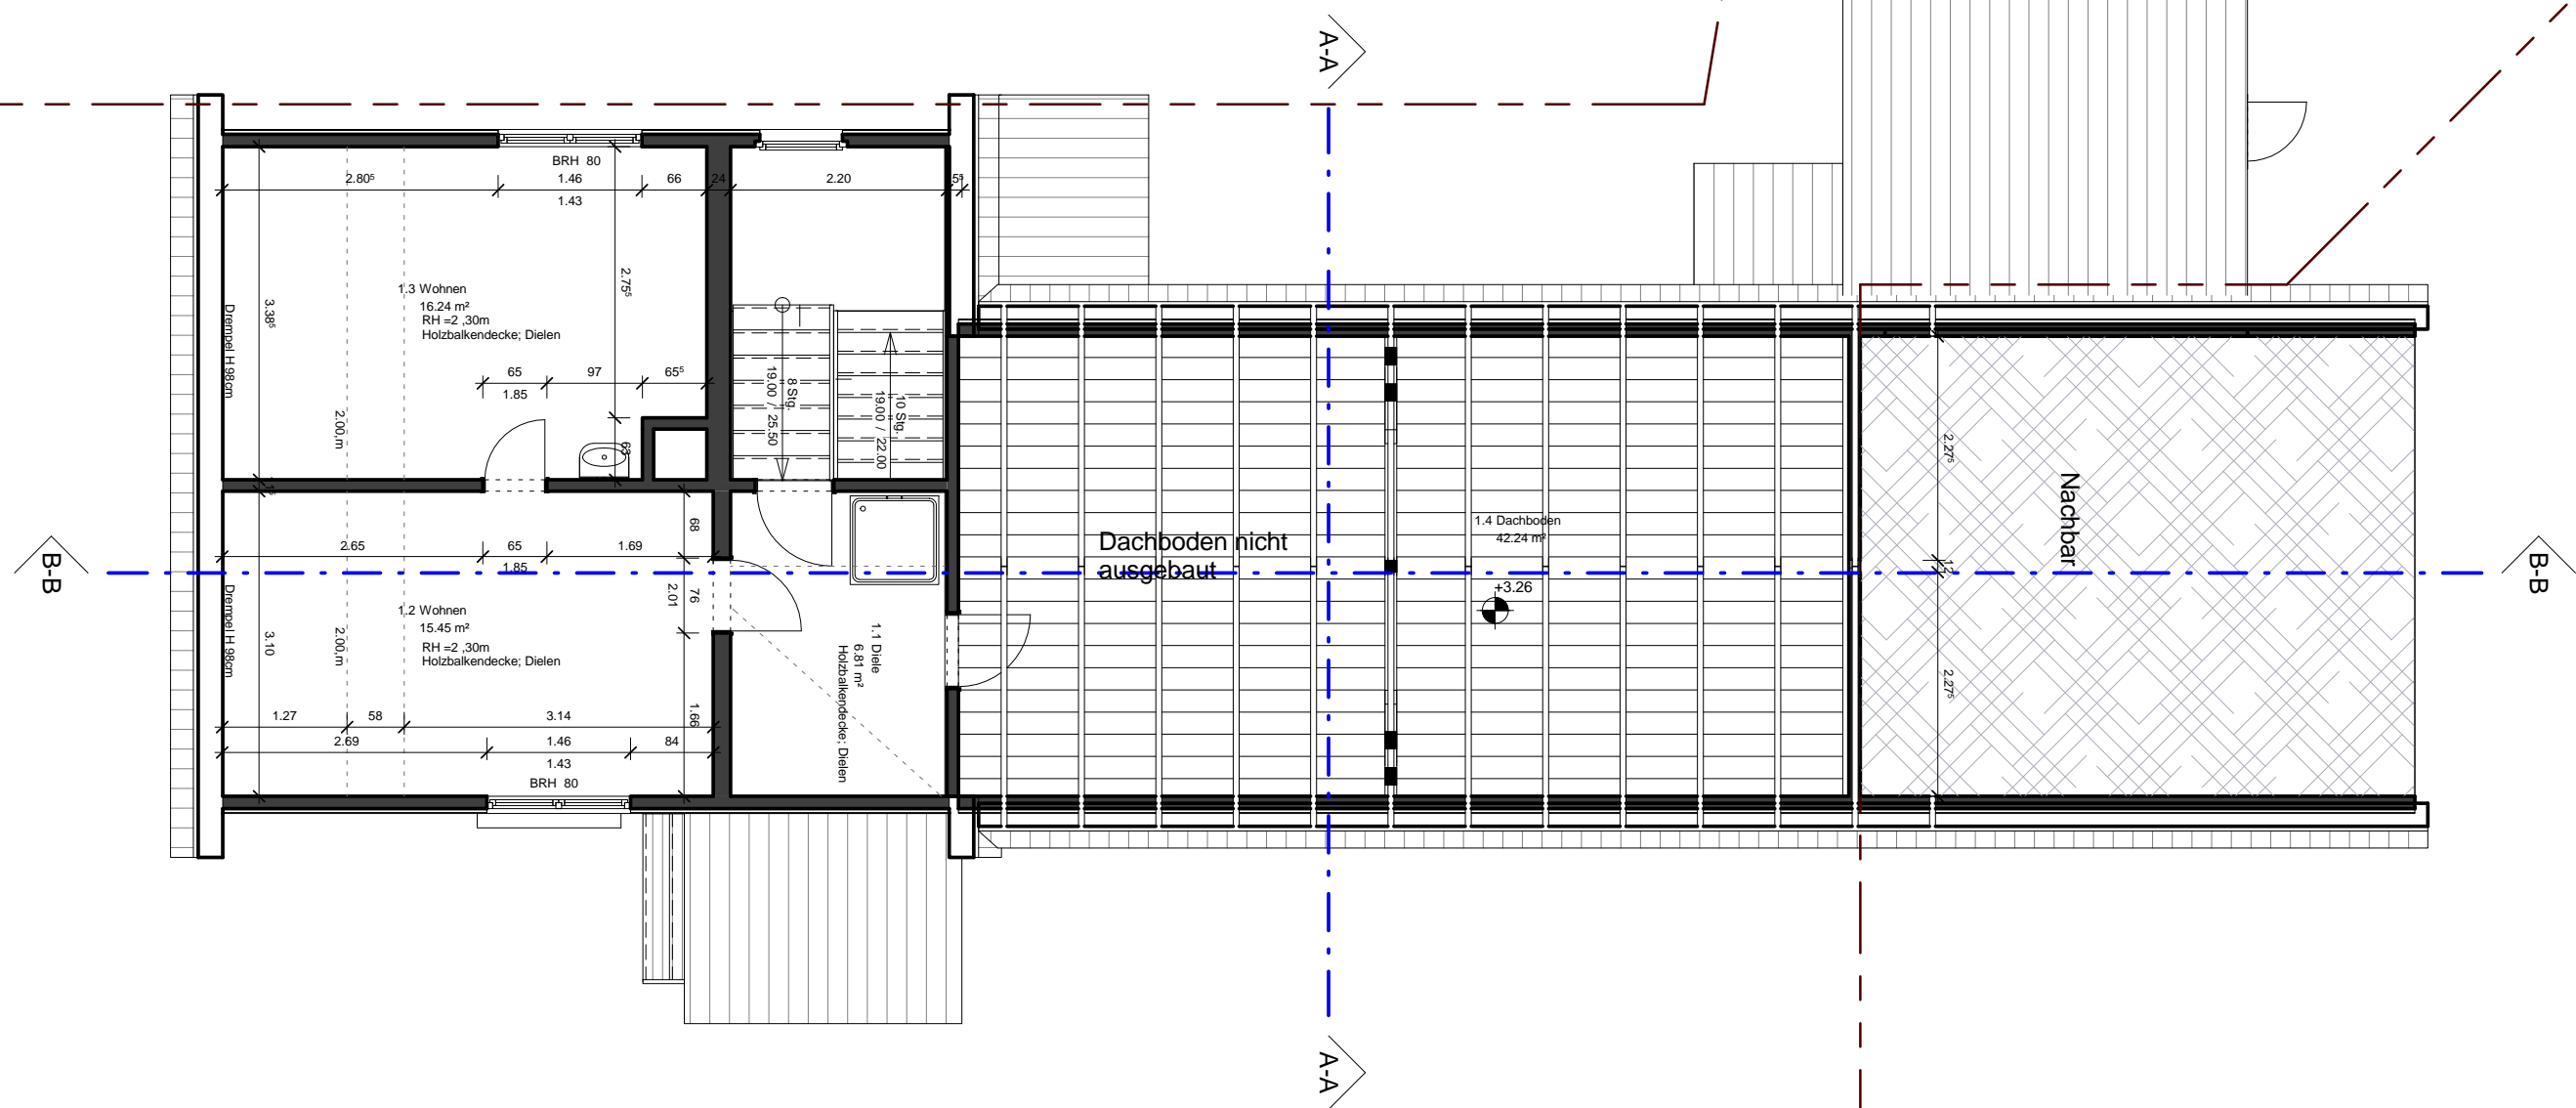 A-A
BRH 80
2.80⁵
1.46
66
24
2.20
5⁵
1.43
2.75⁵
3.38⁵
1.3 Wohnen
16.24 m²
RH =2 ,30m
Holzbalkendecke; Dielen
Drempel H 98cm
65
97
65⁵
1.85
2.00,m
63
8 Stg.
19.00 / 25.50
10 Stg.
19.00 / 22.00
68
2.65
65
1.69
1.85
76
2.01
Drempel H 98cm
1.2 Wohnen
15.45 m²
RH =2 ,30m
Holzbalkendecke; Dielen
3.10
2.00,m
1.66
1.27
58
3.14
2.69
1.46
84
1.43
BRH 80
1.1 Diele
6.81 m²
Holzbalkendecke; Dielen
Dachboden nicht
ausgebaut
1.4 Dachboden
42.24 m²
+3.26
2.27⁵
12
2.27⁵
Nachbar
B-B
B-B
A-A